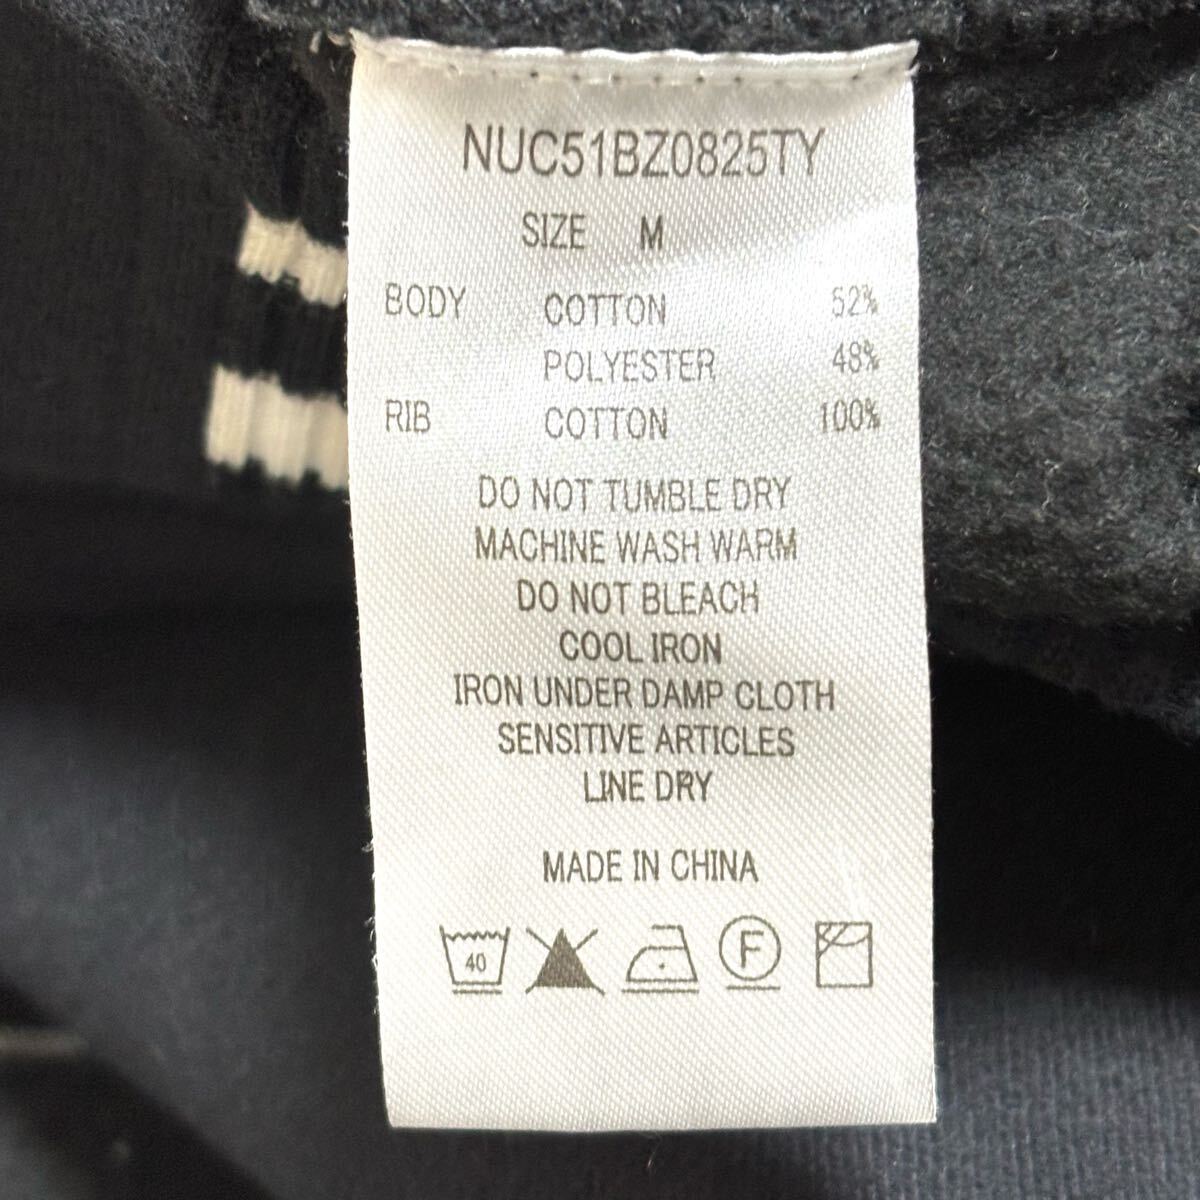 NUC51BZ0825TY
SIZE M
BODY COTTON 52%
POLYESTER 48%
RIB COTTON 100%
DO NOT TUMBLE DRY
MACHINE WASH WARM
DO NOT BLEACH
COOL IRON
IRON UNDER DAMP CLOTH
SENSITIVE ARTICLES
LINE DRY
MADE IN CHINA
40 F